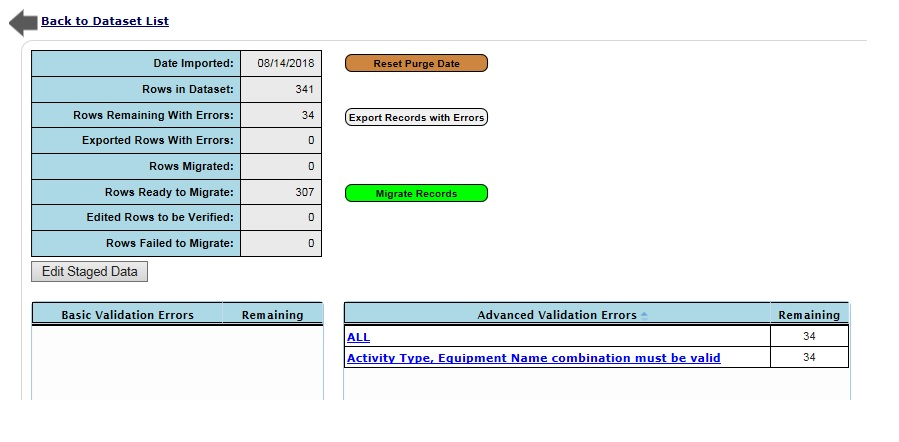 Back to Dataset List
Date Imported: 08/14/2018 Reset Purge Date
Rows in Dataset: 341
Rows Remaining With Errors: 34 Export Records with Errors
Exported Rows With Errors: 0
Rows Migrated: 0
Rows Ready to Migrate: 307 Migrate Records
Edited Rows to be Verified: 0
Rows Failed to Migrate: 0
Edit Staged Data
Basic Validation Errors Remaining Advanced Validation Errors Remaining
ALL 34
Activity Type, Equipment Name combination must be valid 34